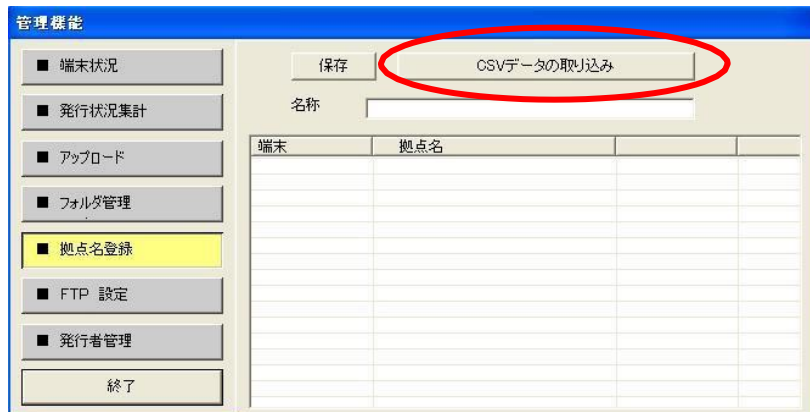 管理機能
■ 端末状況
■ 発行状況集計
■ アップロード
■ フォルダ管理
■ 拠点名登録
■ FTP 設定
■ 発行者管理
終了
保存
CSVデータの取り込み
名称
端末 拠点名